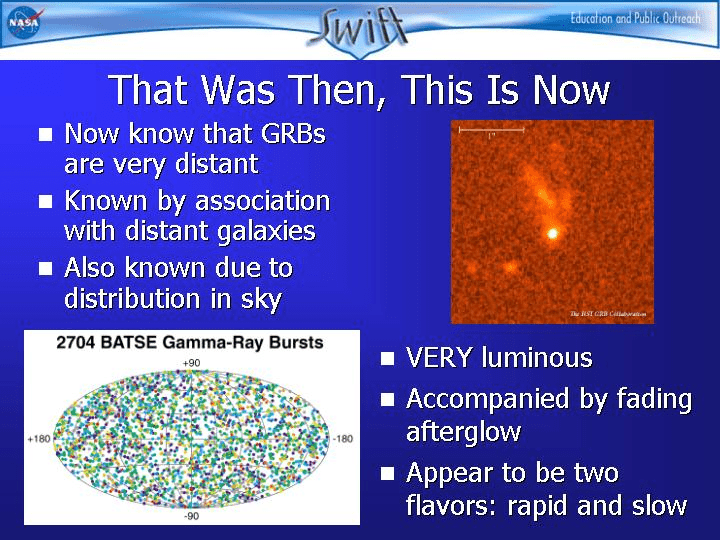 NASA
Swift
Education and Public Outreach
That Was Then, This Is Now
Now know that GRBs
are very distant
Known by association
with distant galaxies
Also known due to
distribution in sky
1"
The HST GRB Collaboration
2704 BATSE Gamma-Ray Bursts
+90
+180
-180
-90
VERY luminous
Accompanied by fading
afterglow
Appear to be two
flavors: rapid and slow